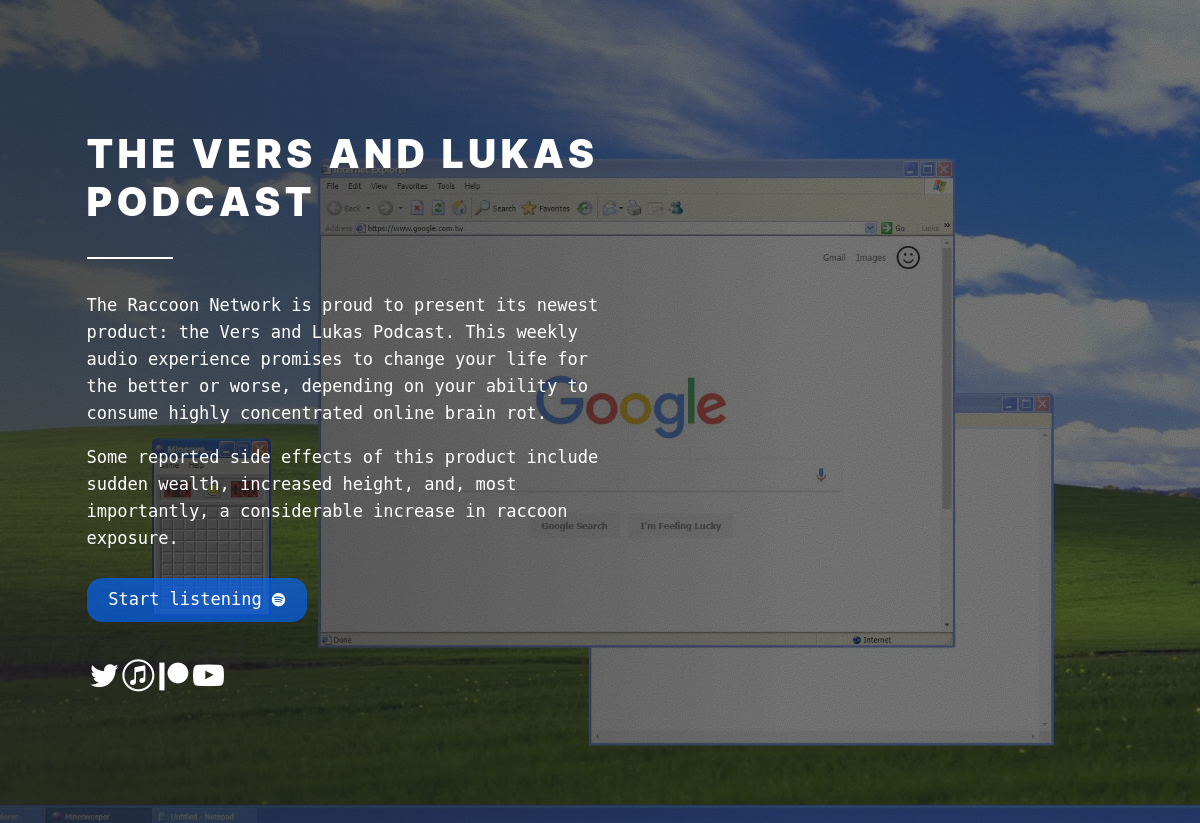 THE VERS AND LUKAS
PODCAST
The Raccoon Network is proud to present its newest
product: the Vers and Lukas Podcast. This weekly
audio experience promises to change your life for
the better or worse, depending on your ability to
consume highly concentrated online brain rot.
Some reported side effects of this product include
sudden wealth, increased height, and, most
importantly, a considerable increase in raccoon
exposure.
Start listening
Internet Explorer
File Edit View Favorites Tools Help
Back Search Favorites
Address https://www.google.com.tw Go Links »
Gmail Images
Google
Google Search I'm Feeling Lucky
Done Internet
Help
Minesweeper Untitled - Notepad